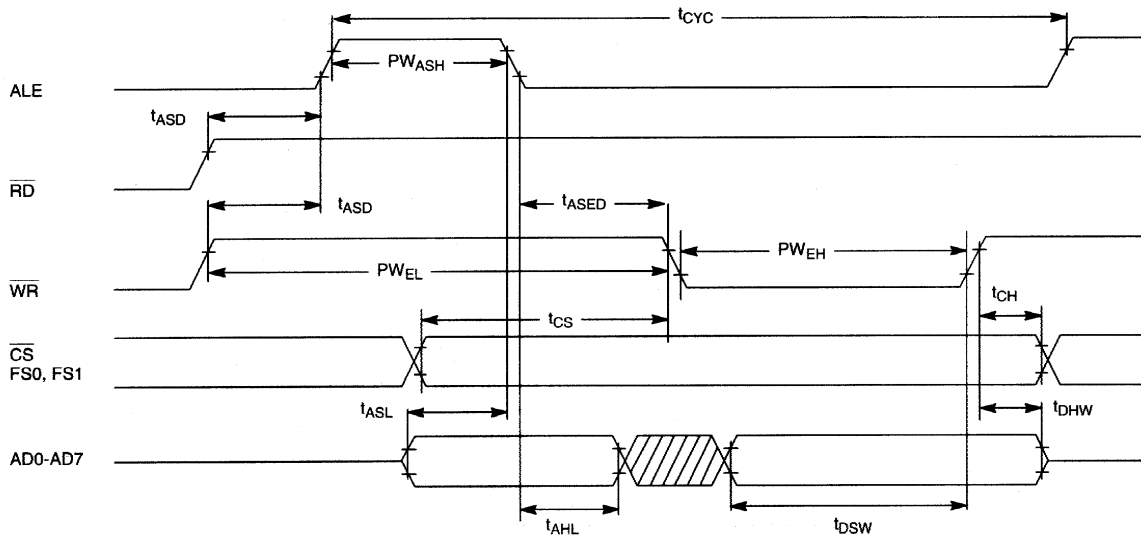 tCYC
PWASH
ALE
tASD
RD
tASD
tASED
PWEL
PWEH
WR
tCS
tCH
CS
FS0, FS1
tASL
tDHW
AD0-AD7
tAHL
tDSW